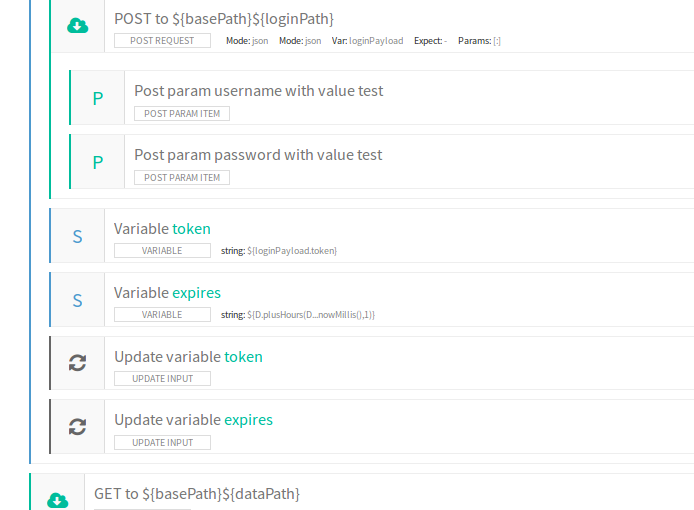 POST to ${basePath}${loginPath}
POST REQUEST Mode: json Mode: json Var: loginPayload Expect: - Params: [:]
P Post param username with value test
POST PARAM ITEM
P Post param password with value test
POST PARAM ITEM
S Variable token
VARIABLE string: ${loginPayload.token}
S Variable expires
VARIABLE string: ${D.plusHours(D...nowMillis(),1)}
Update variable token
UPDATE INPUT
Update variable expires
UPDATE INPUT
GET to ${basePath}${dataPath}